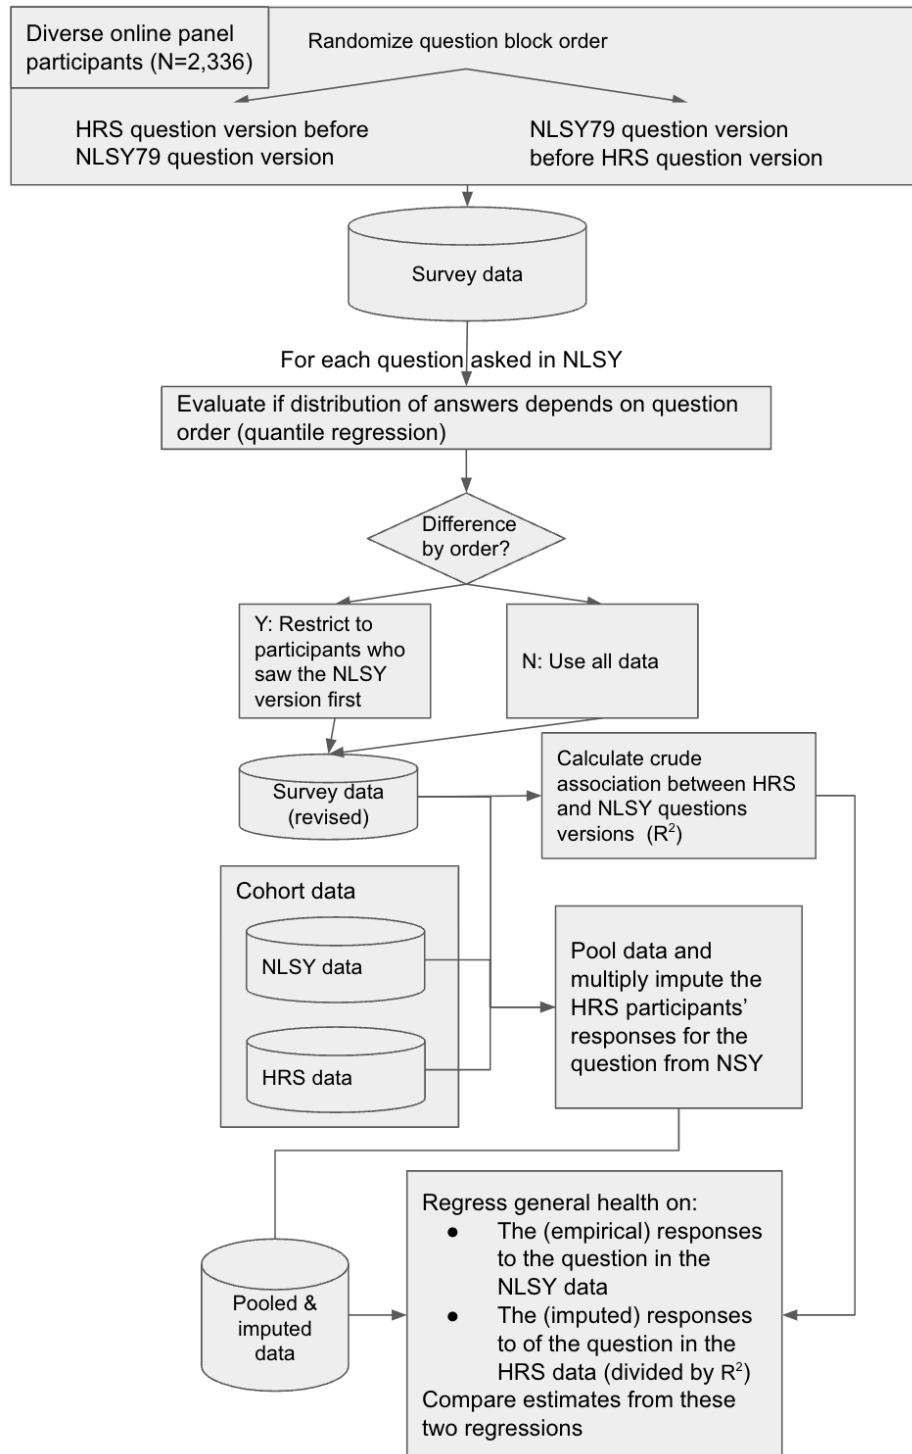 Diverse online panel
participants (N=2,336)
Randomize question block order
HRS question version before
NLSY79 question version
NLSY79 question version
before HRS question version
Survey data
For each question asked in NLSY
Evaluate if distribution of answers depends on question
order (quantile regression)
Difference
by order?
Y: Restrict to
participants who
saw the NLSY
version first
N: Use all data
Survey data
(revised)
Calculate crude
association between HRS
and NLSY questions
versions (R²)
Cohort data
NLSY data
HRS data
Pool data and
multiply impute the
HRS participants’
responses for the
question from NSY
Pooled &
imputed
data
Regress general health on:
● The (empirical) responses
to the question in the
NLSY data
● The (imputed) responses
to of the question in the
HRS data (divided by R²)
Compare estimates from these
two regressions